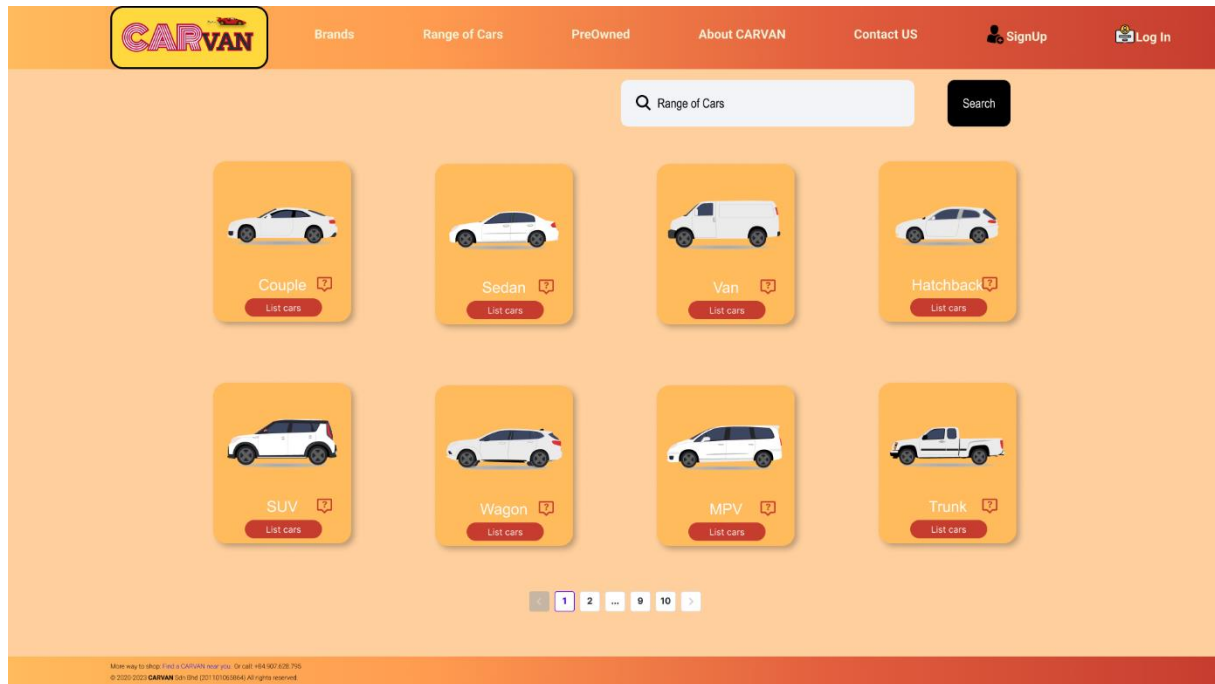 CARVAN
Brands
Range of Cars
PreOwned
About CARVAN
Contact US
SignUp
Log In
Range of Cars
Search
Couple
?
List cars
Sedan
?
List cars
Van
?
List cars
Hatchback
?
List cars
SUV
?
List cars
Wagon
?
List cars
MPV
?
List cars
Trunk
?
List cars
< 1 2 ... 9 10 >
More way to shop: Find a CARVAN near you. Or call +84 907.628.795
© 2020-2023 CARVAN Sdn Bhd (201101065864) All rights reserved.